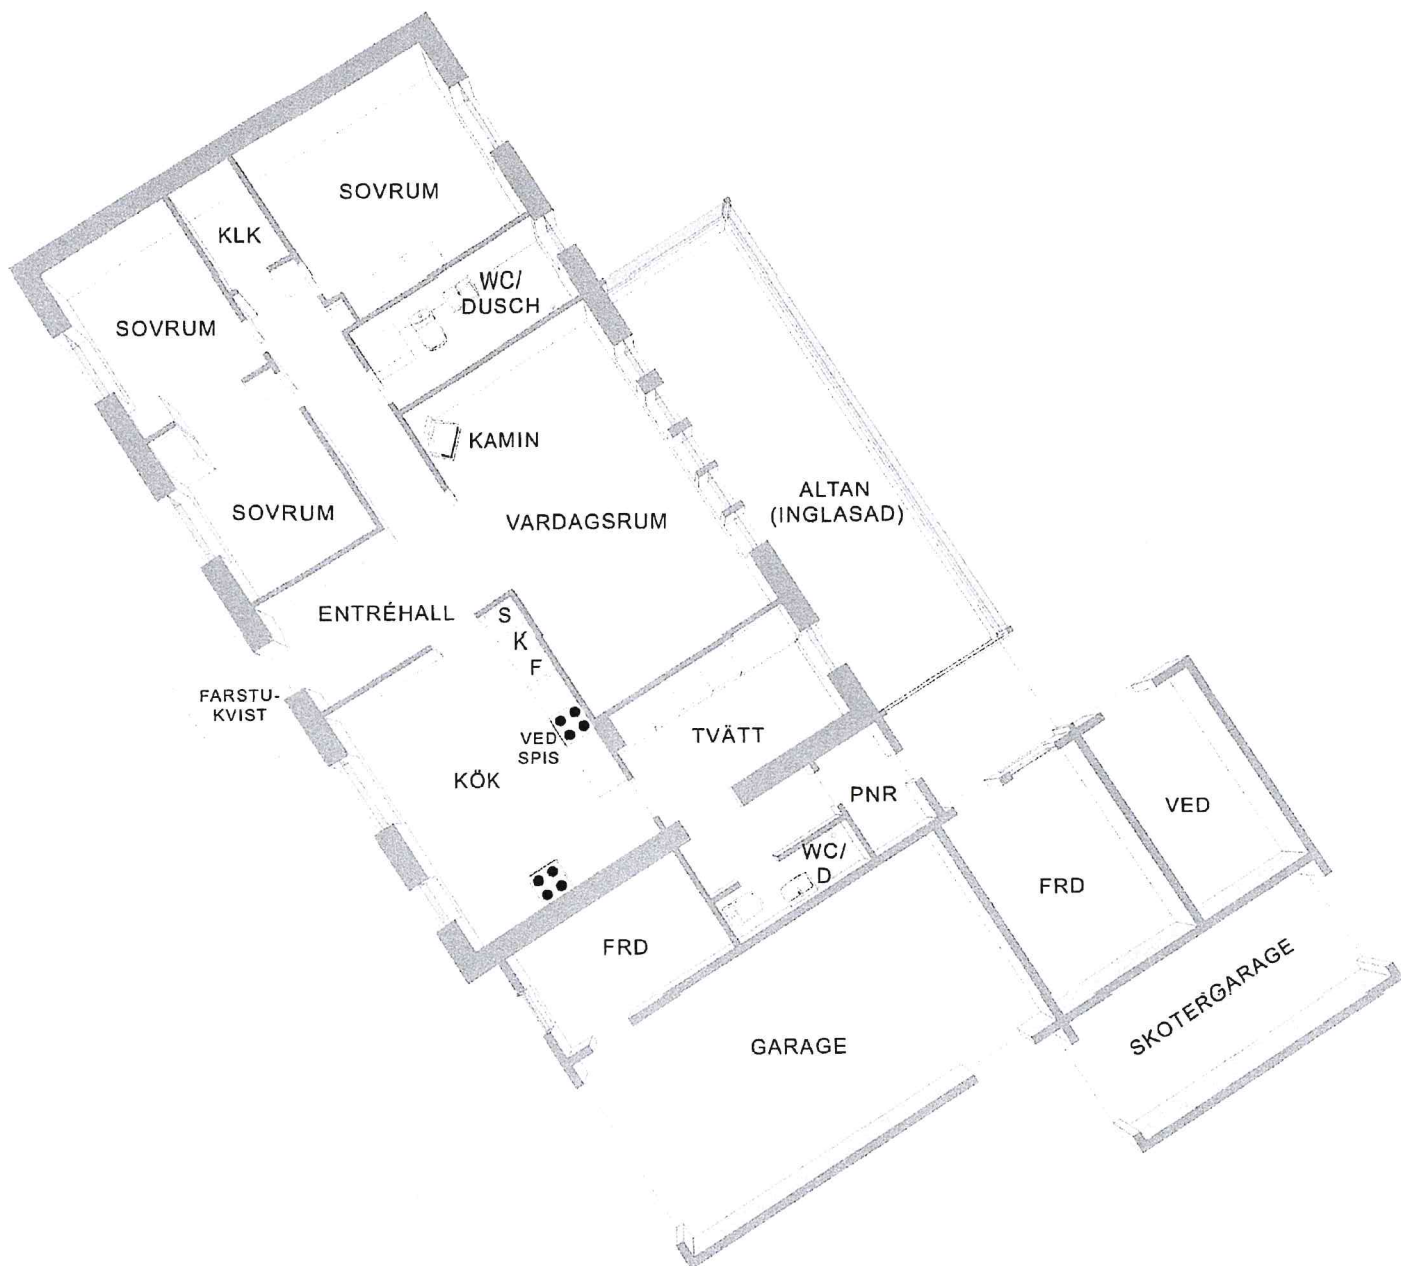 SOVRUM
KLK
WC/
DUSCH
SOVRUM
KAMIN
SOVRUM
VARDAGSRUM
ALTAN
(INGLASAD)
ENTRÉHALL
S
K
F
FARSTU-
KVIST
VED
SPIS
TVÄTT
KÖK
PNR
VED
WC/
D
FRD
FRD
SKOTERGARAGE
GARAGE